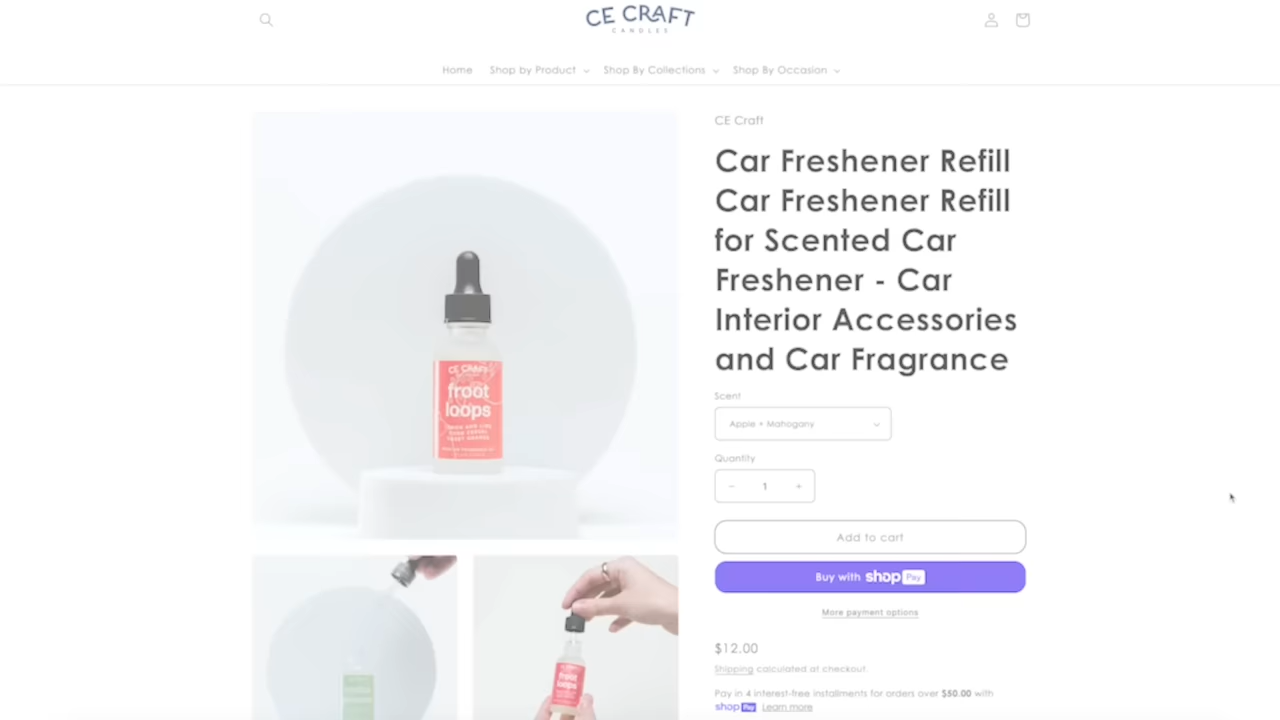 CE CRAFT
CANDLES
Home
Shop by Product
Shop By Collections
Shop By Occasion
CE Craft
Car Freshener Refill
Car Freshener Refill
for Scented Car
Freshener - Car
Interior Accessories
and Car Fragrance
CE CRAFT
froot
loops
Scent
Apple + Mahogany
Quantity
− 1 +
Add to cart
Buy with shop Pay
More payment options
$12.00
Shipping calculated at checkout.
Pay in 4 interest-free installments for orders over $50.00 with
shop Pay Learn more
froot
loops